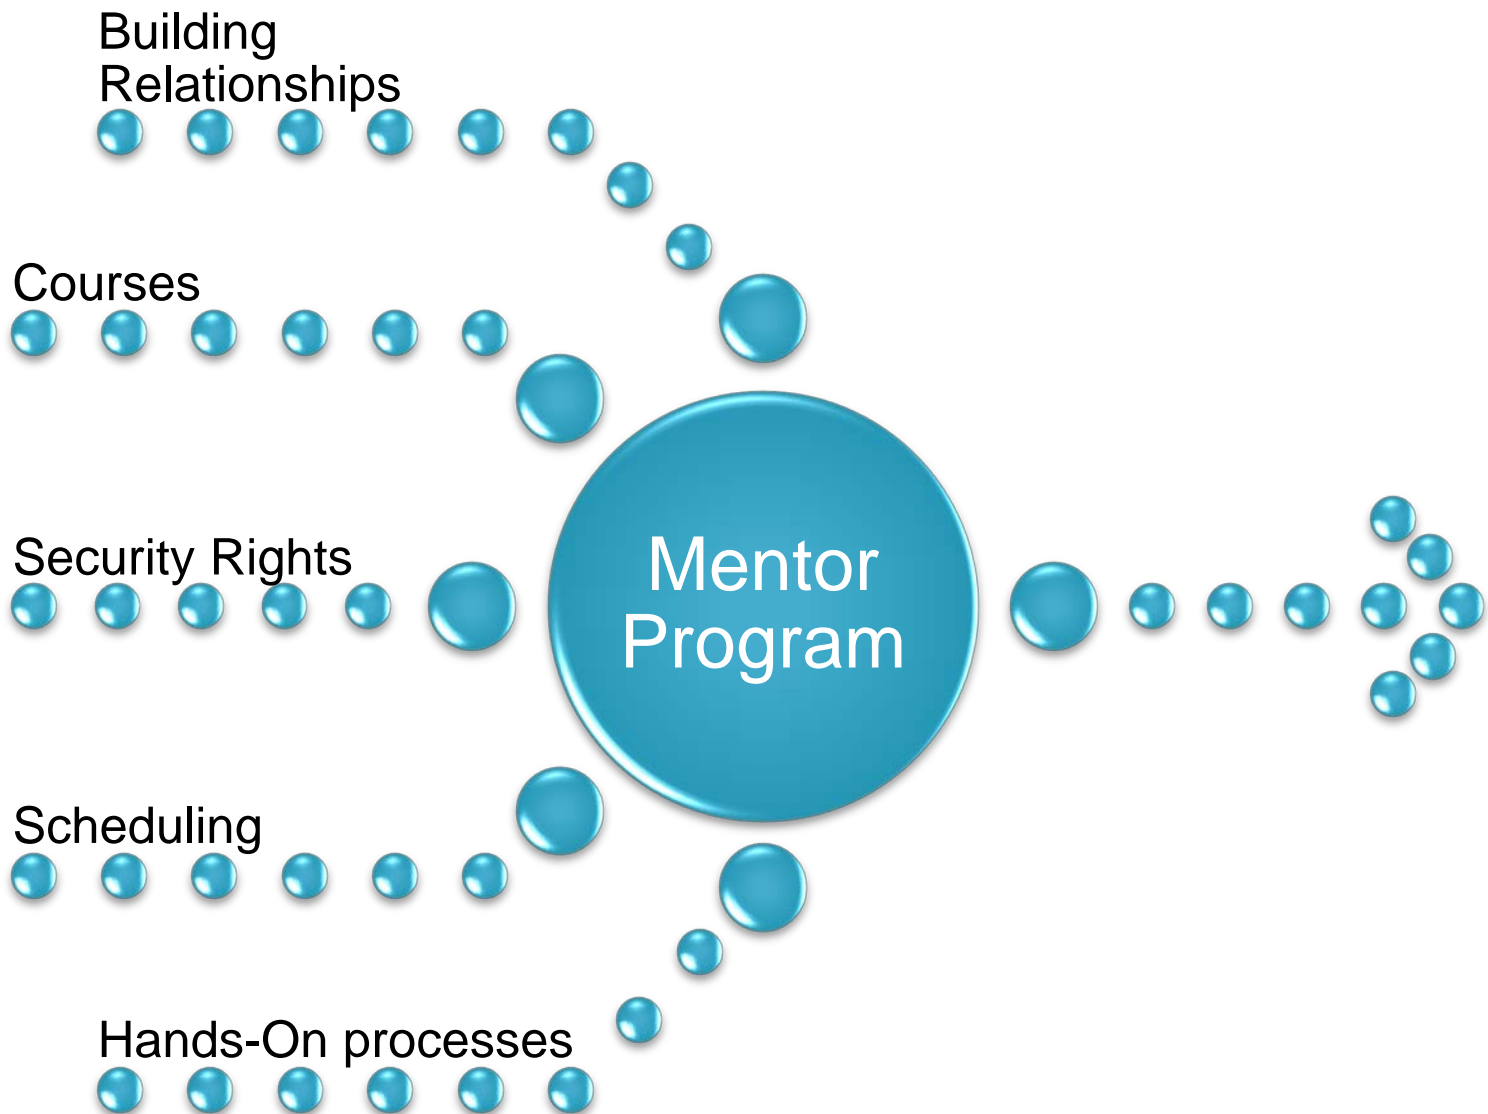 Building
Relationships
Courses
Security Rights
Mentor
Program
Scheduling
Hands-On processes